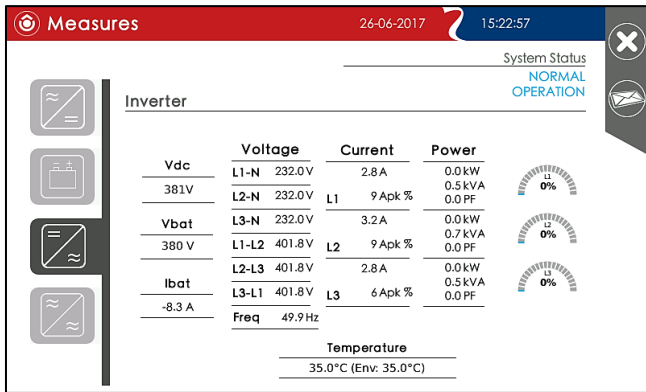 Measures 26-06-2017 15:22:57
System Status
NORMAL
OPERATION
Inverter
Voltage Current Power
Vdc
381V
Vbat
380 V
Ibat
-8.3 A
L1-N 232.0 V
L2-N 232.0 V
L3-N 232.0 V
L1-L2 401.8 V
L2-L3 401.8 V
L3-L1 401.8 V
Freq 49.9 Hz
2.8 A
L1 9 Apk %
3.2 A
L2 9 Apk %
2.8 A
L3 6 Apk %
0.0 kW
0.5 kVA
0.0 PF
0.0 kW
0.7 kVA
0.0 PF
0.0 kW
0.5 kVA
0.0 PF
L1
0%
L2
0%
L3
0%
Temperature
35.0°C (Env: 35.0°C)